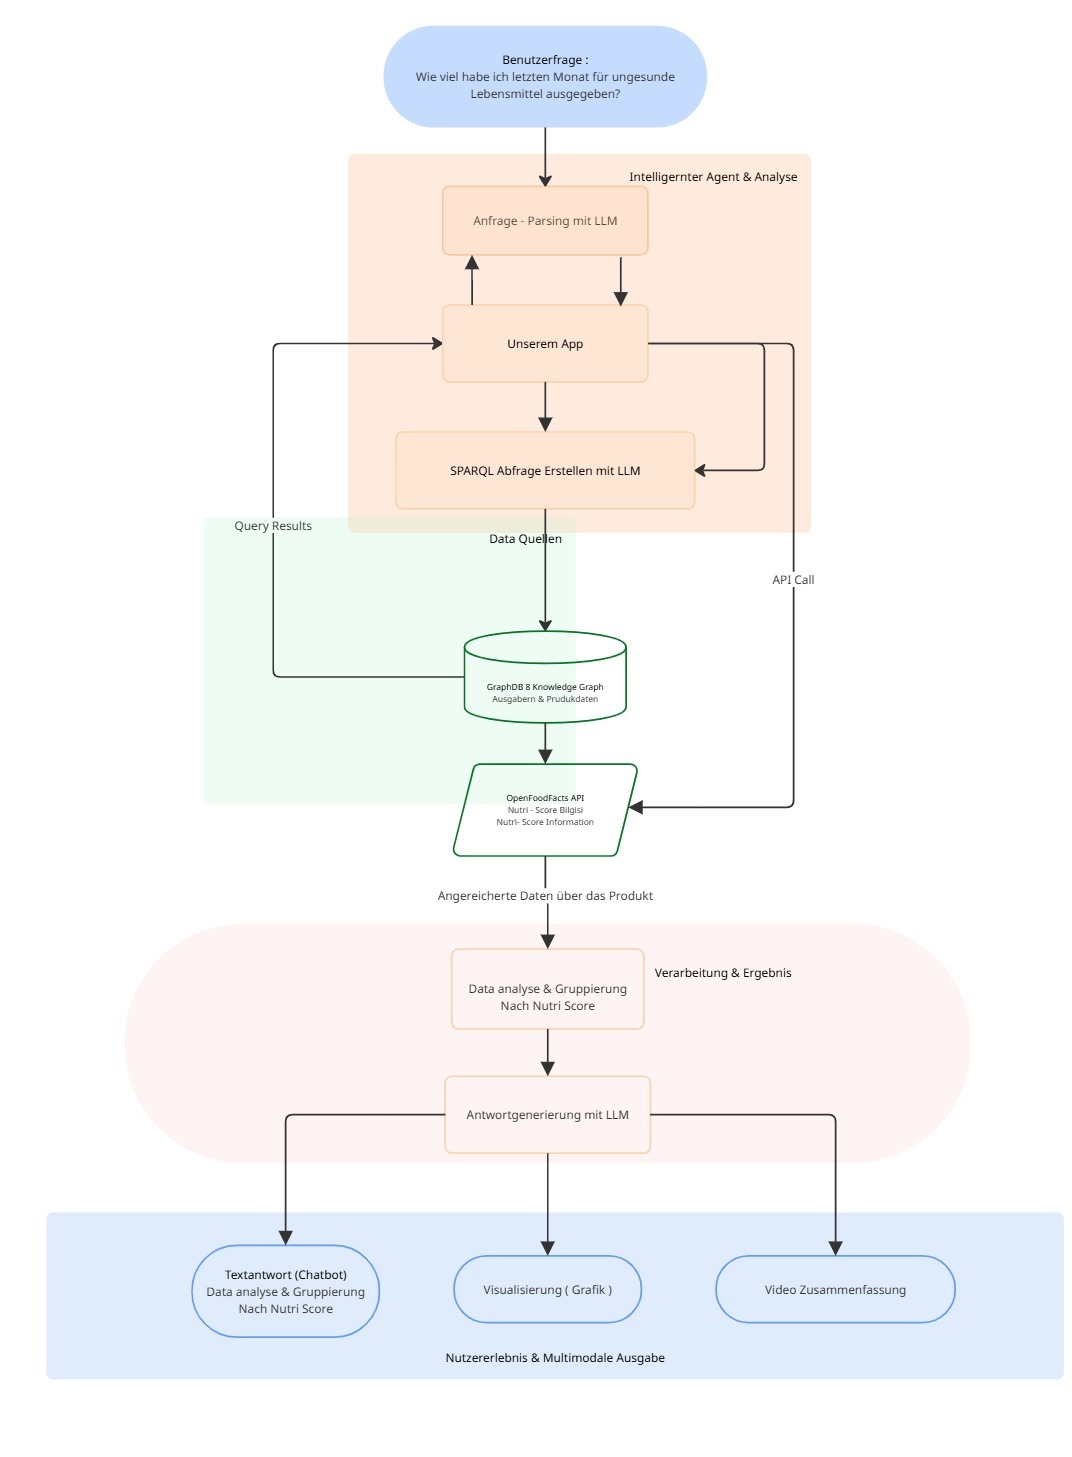 Benutzerfrage :
Wie viel habe ich letzten Monat für ungesunde
Lebensmittel ausgegeben?
Intelligernter Agent & Analyse
Anfrage - Parsing mit LLM
Unserem App
SPARQL Abfrage Erstellen mit LLM
Query Results
Data Quellen
API Call
GraphDB 8 Knowledge Graph
Ausgabern & Prudukdaten
OpenFoodFacts API
Nutri - Score Bilgisi
Nutri- Score Information
Angereicherte Daten über das Produkt
Verarbeitung & Ergebnis
Data analyse & Gruppierung
Nach Nutri Score
Antwortgenerierung mit LLM
Textantwort (Chatbot)
Data analyse & Gruppierung
Nach Nutri Score
Visualisierung ( Grafik )
Video Zusammenfassung
Nutzererlebnis & Multimodale Ausgabe